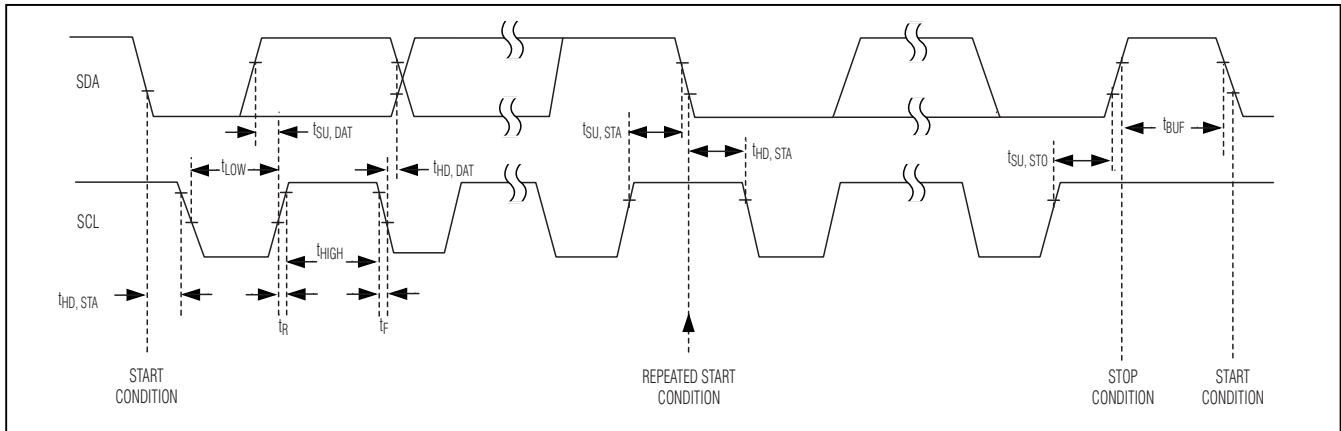 SDA
tSU, DAT
tSU, STA
tBUF
tLOW
tHD, DAT
tHD, STA
tSU, STO
SCL
tHIGH
tHD, STA
tR
tF
START
CONDITION
REPEATED START
CONDITION
STOP
CONDITION
START
CONDITION